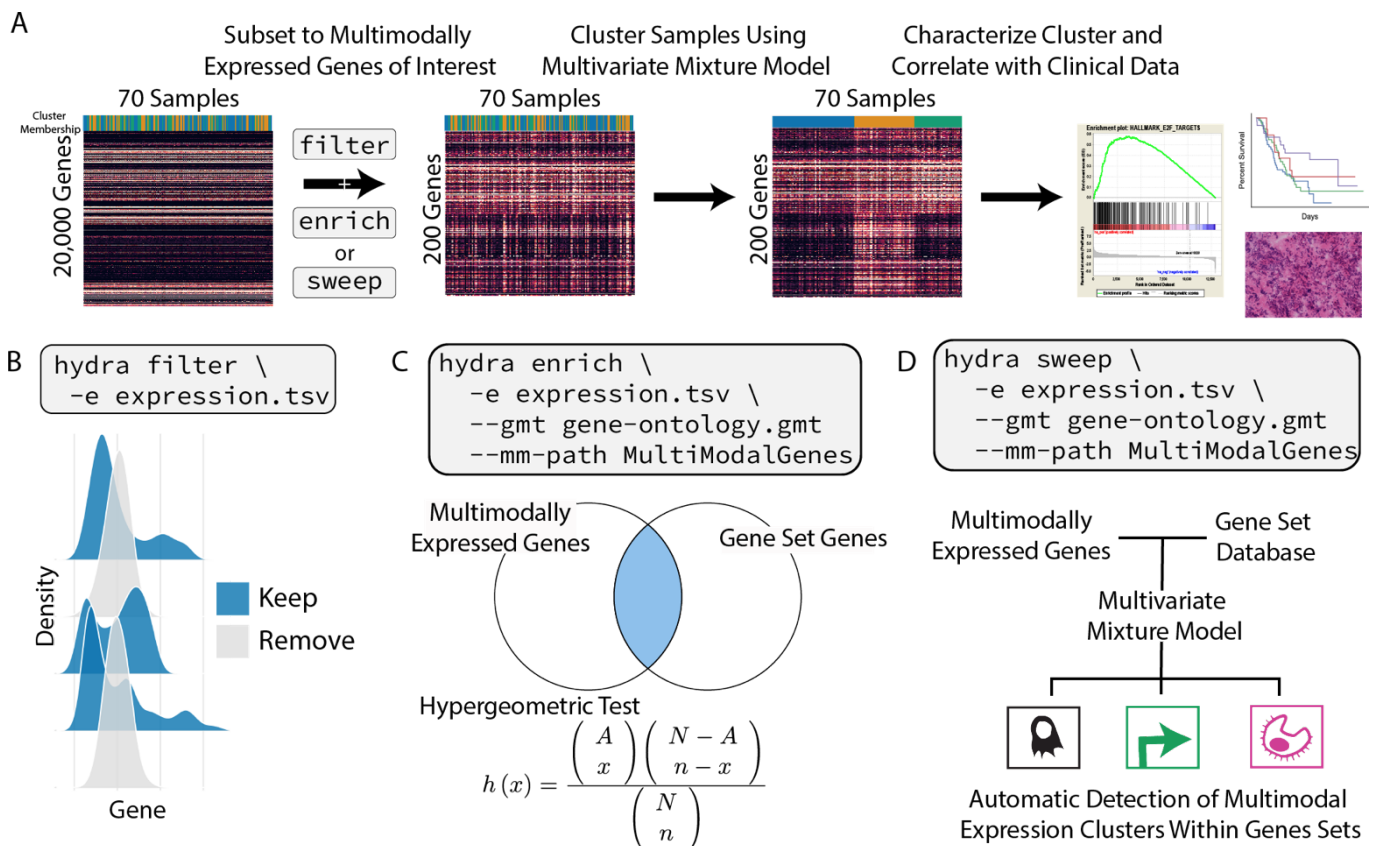 A
Subset to Multimodally
Expressed Genes of Interest
Cluster Samples Using
Multivariate Mixture Model
Characterize Cluster and
Correlate with Clinical Data
70 Samples
70 Samples
70 Samples
Cluster
Membership
20,000 Genes
filter
enrich
or
sweep
200 Genes
200 Genes
Enrichment plot: HALLMARK_E2F_TARGETS
Percent Survival
Days
B
hydra filter \
-e expression.tsv
Density
Keep
Remove
Gene
C
hydra enrich \
-e expression.tsv \
--gmt gene-ontology.gmt
--mm-path MultiModalGenes
Multimodally
Expressed Genes
Gene Set Genes
Hypergeometric Test
A N − A
x n − x
h (x) =
N
n
D
hydra sweep \
-e expression.tsv \
--gmt gene-ontology.gmt
--mm-path MultiModalGenes
Multimodally
Expressed Genes
Gene Set
Database
Multivariate
Mixture Model
Automatic Detection of Multimodal
Expression Clusters Within Genes Sets